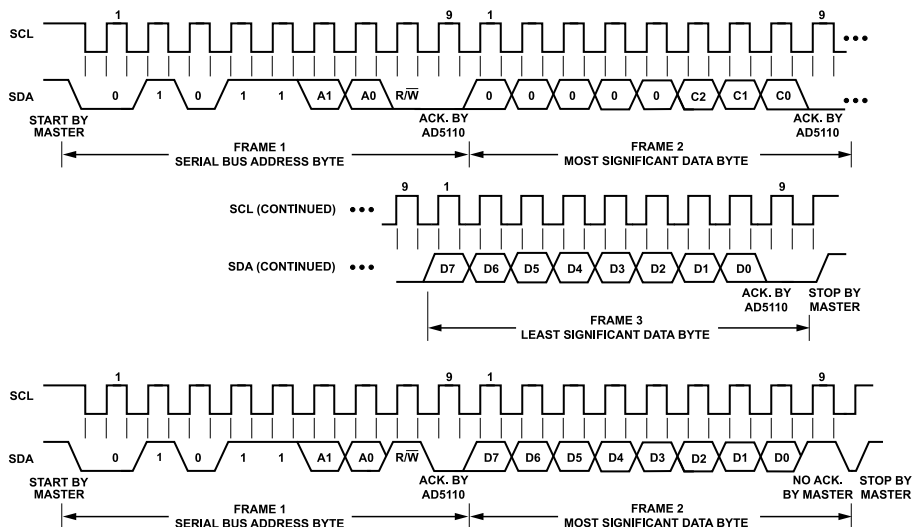 1 9 1 9
SCL
SDA 0 1 0 1 1 A1 A0 R/W̅ 0 0 0 0 0 C2 C1 C0
START BY MASTER ACK. BY AD5110 ACK. BY AD5110
FRAME 1 FRAME 2
SERIAL BUS ADDRESS BYTE MOST SIGNIFICANT DATA BYTE
9 1 9
SCL (CONTINUED)
SDA (CONTINUED) D7 D6 D5 D4 D3 D2 D1 D0
ACK. BY AD5110 STOP BY MASTER
FRAME 3
LEAST SIGNIFICANT DATA BYTE
1 9 1 9
SCL
SDA 0 1 0 1 1 A1 A0 R/W̅ D7 D6 D5 D4 D3 D2 D1 D0
START BY MASTER ACK. BY AD5110 NO ACK. BY MASTER STOP BY MASTER
FRAME 1 FRAME 2
SERIAL BUS ADDRESS BYTE MOST SIGNIFICANT DATA BYTE